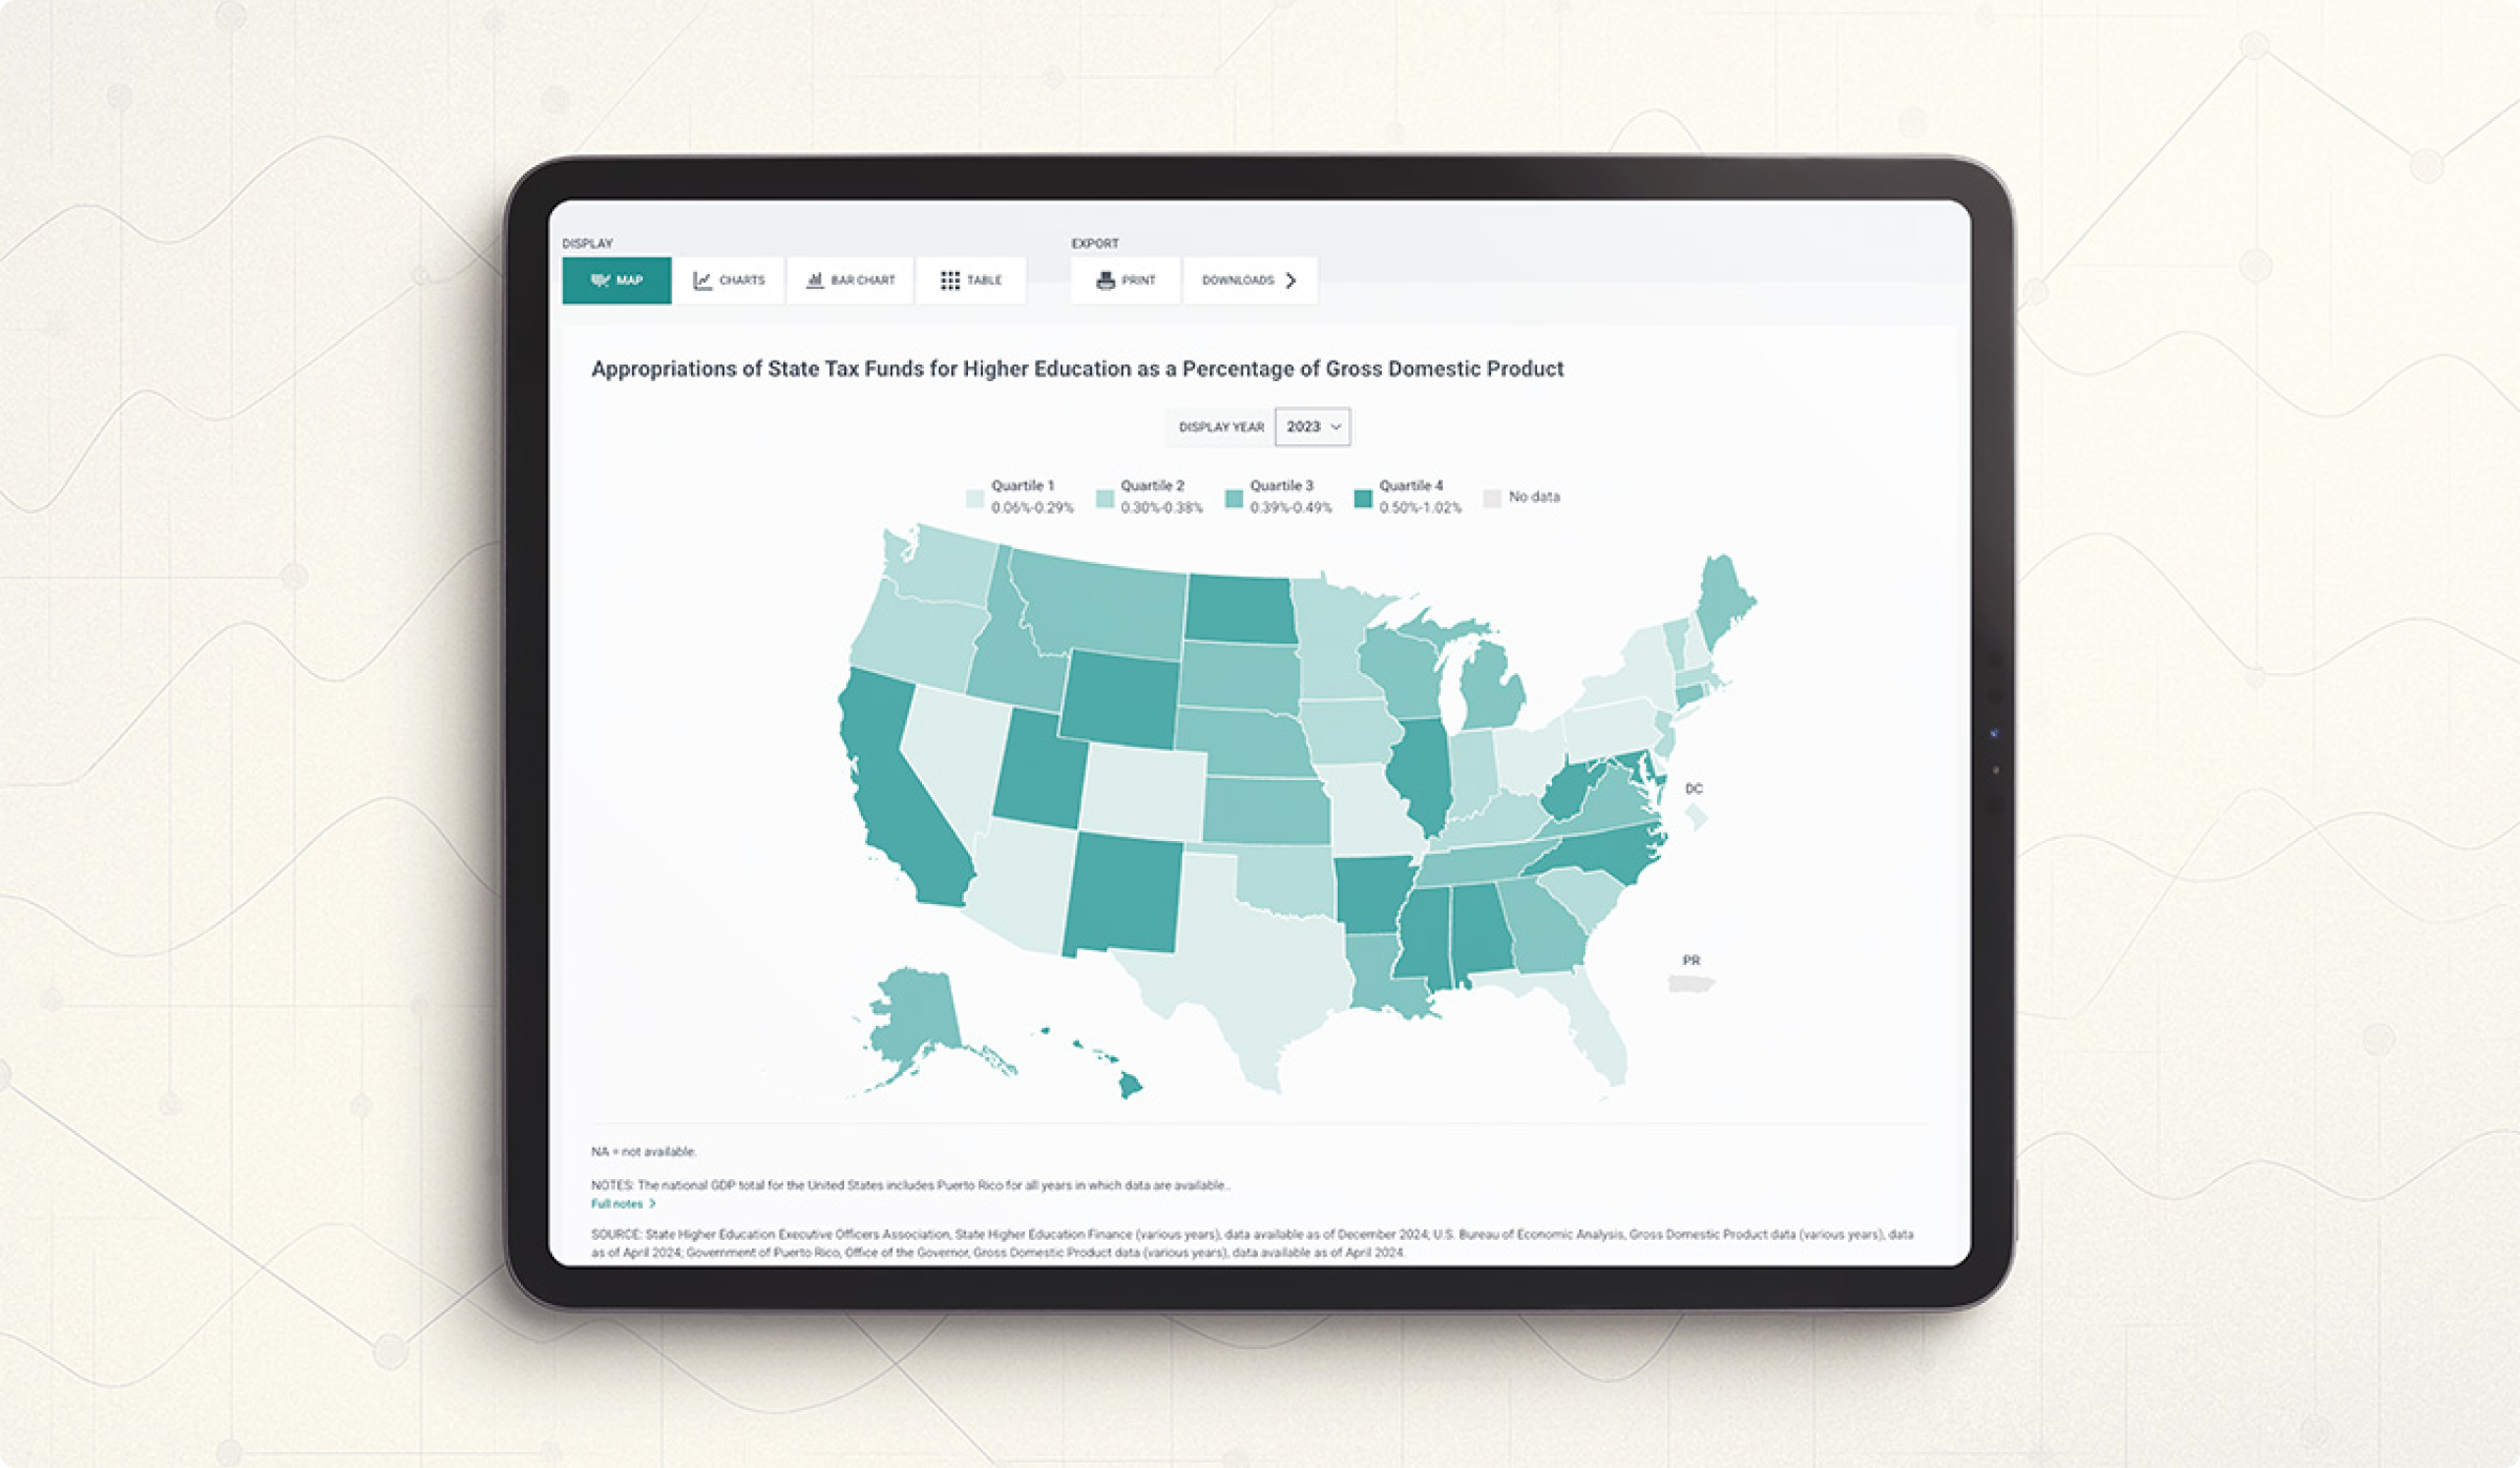 DISPLAY
EXPORT
MAP
CHARTS
BAR CHART
TABLE
PRINT
DOWNLOADS
Appropriations of State Tax Funds for Higher Education as a Percentage of Gross Domestic Product
DISPLAY YEAR 2023
Quartile 1
0.06%-0.29%
Quartile 2
0.30%-0.38%
Quartile 3
0.39%-0.49%
Quartile 4
0.50%-1.02%
No data
DC
PR
NA = not available.
NOTES: The national GDP total for the United States includes Puerto Rico for all years in which data are available..
Full notes
SOURCE: State Higher Education Executive Officers Association, State Higher Education Finance (various years), data available as of December 2024; U.S. Bureau of Economic Analysis, Gross Domestic Product data (various years), data
as of April 2024; Government of Puerto Rico, Office of the Governor, Gross Domestic Product data (various years), data available as of April 2024.